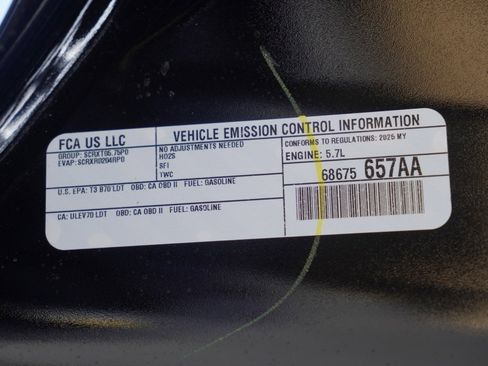 FCA US LLC
GROUP: SCRXT05.75P0
EVAP: SCRXR0204RP0
VEHICLE EMISSION CONTROL INFORMATION
NO ADJUSTMENTS NEEDED
HO2S
SFI
TWC
CONFORMS TO REGULATIONS: 2025 MY
ENGINE: 5.7L
68675 657AA
U.S. EPA: T3 B70 LDT OBD: CA OBD II FUEL: GASOLINE
CA: ULEV70 LDT OBD: CA OBD II FUEL: GASOLINE